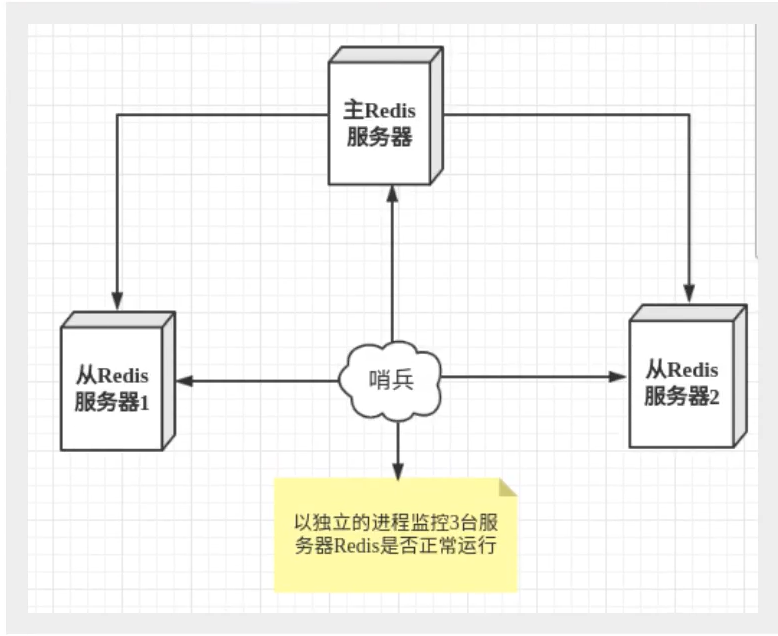 主Redis
服务器
从Redis
服务器1
哨兵
从Redis
服务器2
以独立的进程监控3台服
务器Redis是否正常运行